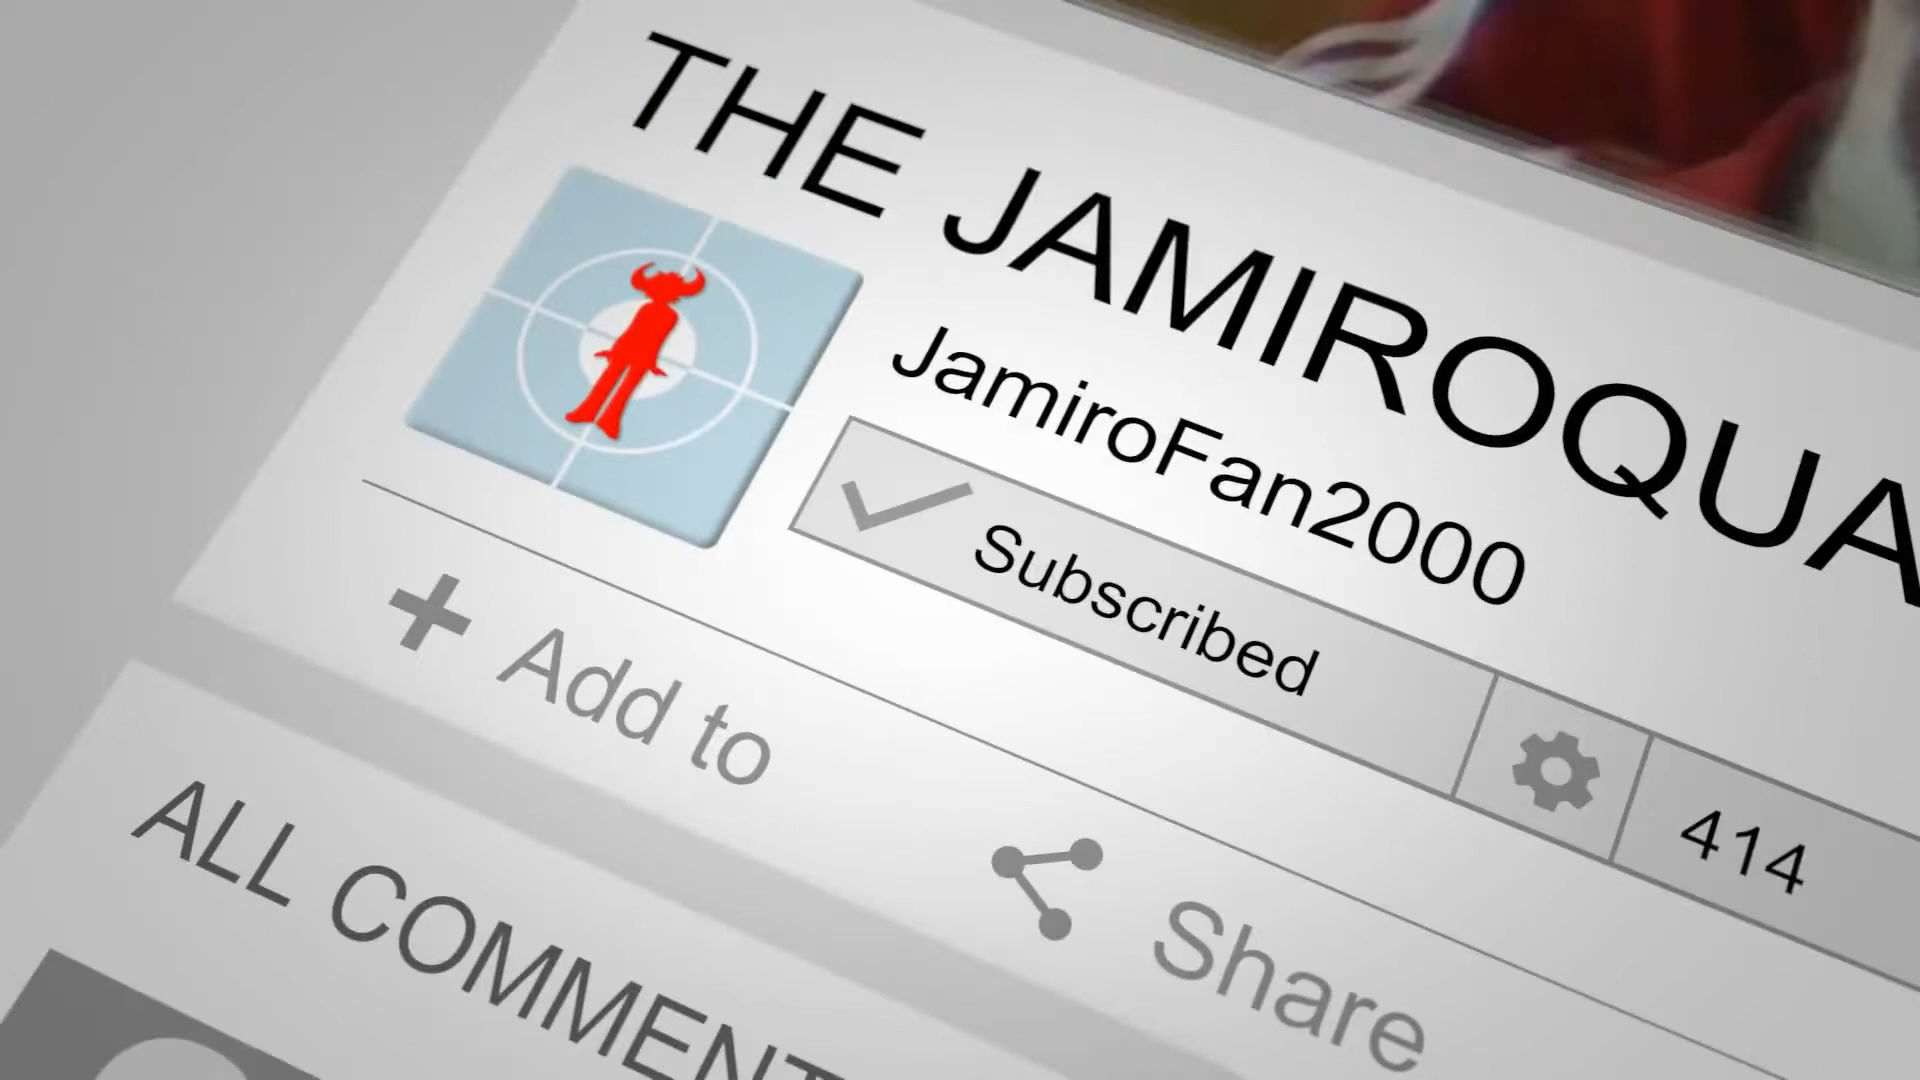 THE JAMIROQUA
JamiroFan2000
Subscribed
414
Add to
Share
ALL COMMENT